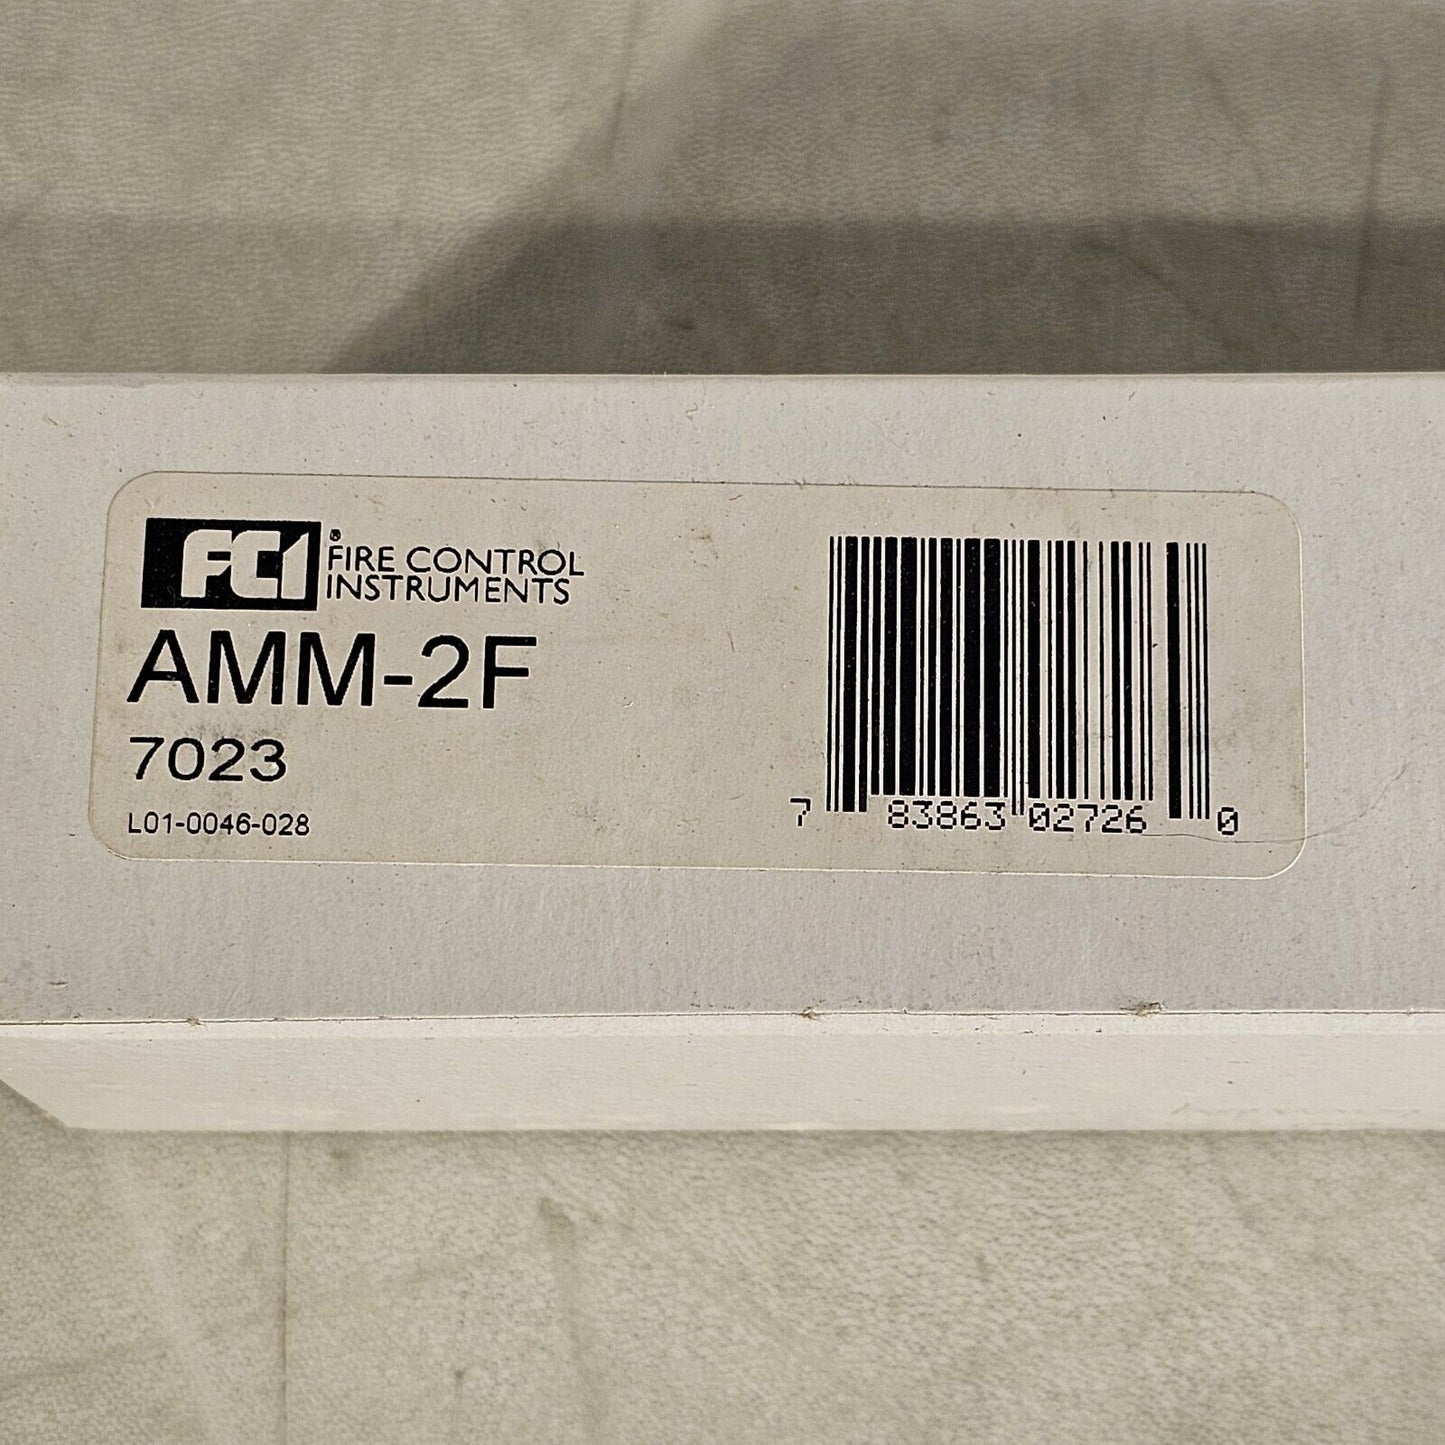 FCI® FIRE CONTROL
INSTRUMENTS
AMM-2F
7023
L01-0046-028
7 83863 02726 0